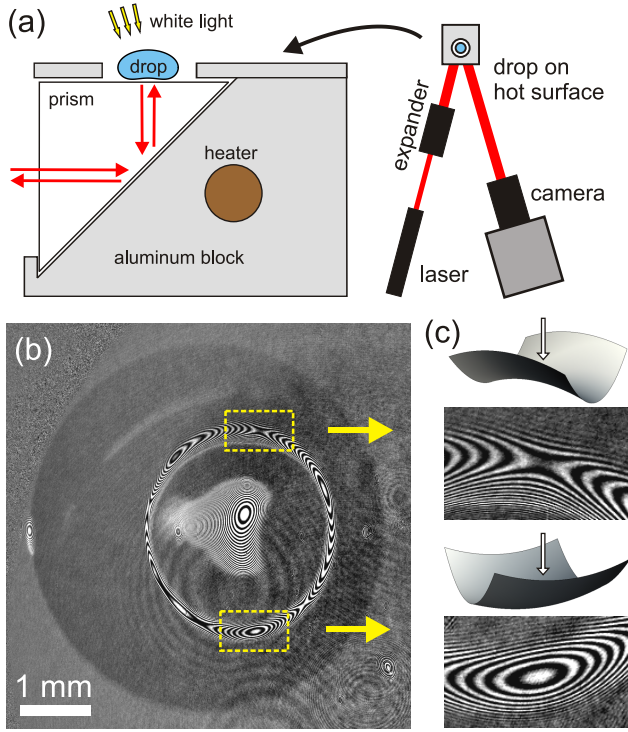 (a)
white light
drop
prism
heater
aluminum block
drop on
hot surface
expander
camera
laser
(b)
1 mm
(c)